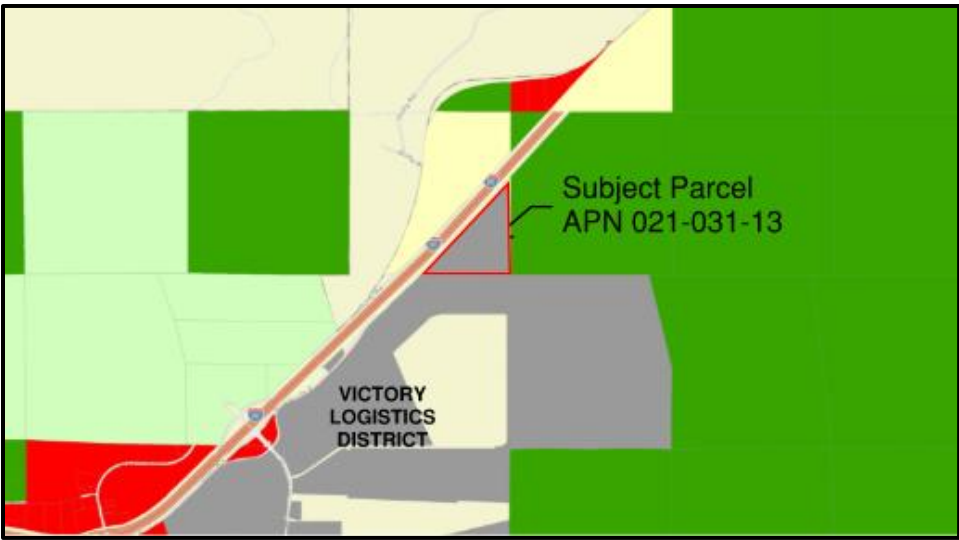 Subject Parcel
APN 021-031-13
VICTORY
LOGISTICS
DISTRICT